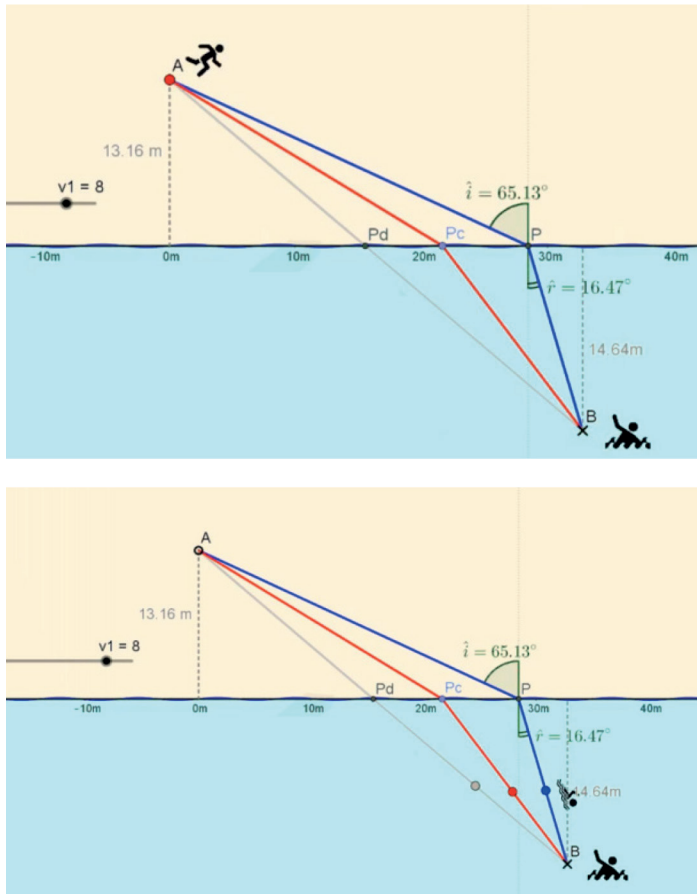 A
13.16 m
v1 = 8
î = 65.13°
Pd
Pc
P
-10m
0m
10m
20m
30m
40m
r̂ = 16.47°
14.64m
B
A
13.16 m
v1 = 8
î = 65.13°
Pd
Pc
P
-10m
0m
10m
20m
30m
40m
r̂ = 16.47°
14.64m
B